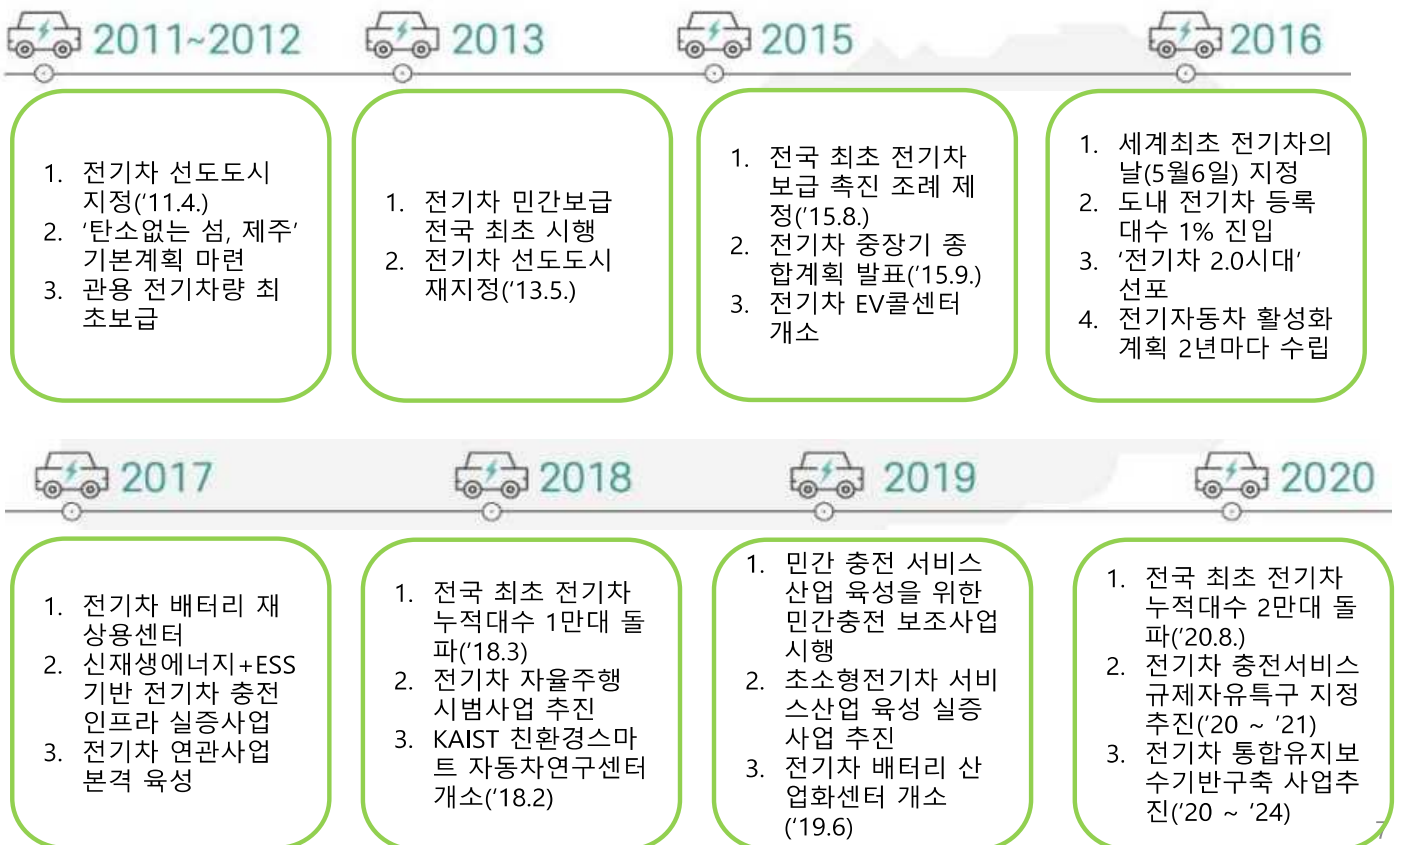 2011~2012
1. 전기차 선도도시
지정('11.4.)
2. '탄소없는 섬, 제주'
기본계획 마련
3. 관용 전기차량 최
초보급
2013
1. 전기차 민간보급
전국 최초 시행
2. 전기차 선도도시
재지정('13.5.)
2015
1. 전국 최초 전기차
보급 촉진 조례 제
정('15.8.)
2. 전기차 중장기 종
합계획 발표('15.9.)
3. 전기차 EV콜센터
개소
2016
1. 세계최초 전기차의
날(5월6일) 지정
2. 도내 전기차 등록
대수 1% 진입
3. '전기차 2.0시대'
선포
4. 전기자동차 활성화
계획 2년마다 수립
2017
1. 전기차 배터리 재
상용센터
2. 신재생에너지+ESS
기반 전기차 충전
인프라 실증사업
3. 전기차 연관사업
본격 육성
2018
1. 전국 최초 전기차
누적대수 1만대 돌
파('18.3)
2. 전기차 자율주행
시범사업 추진
3. KAIST 친환경스마
트 자동차연구센터
개소('18.2)
2019
1. 민간 충전 서비스
산업 육성을 위한
민간충전 보조사업
시행
2. 초소형전기차 서비
스산업 육성 실증
사업 추진
3. 전기차 배터리 산
업화센터 개소
('19.6)
2020
1. 전국 최초 전기차
누적대수 2만대 돌
파('20.8.)
2. 전기차 충전서비스
규제자유특구 지정
추진('20 ~ '21)
3. 전기차 통합유지보
수기반구축 사업추
진('20 ~ '24)
7